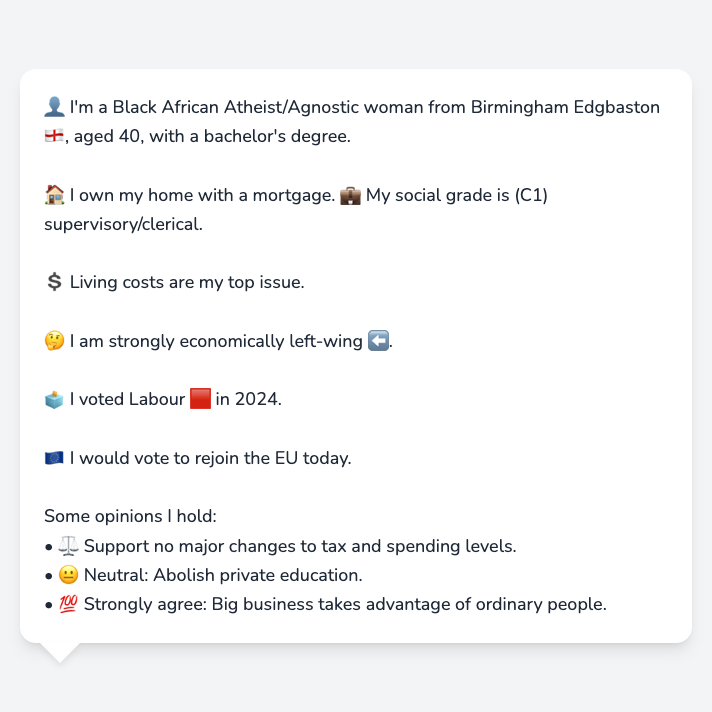 👤 I'm a Black African Atheist/Agnostic woman from Birmingham Edgbaston
🏴󠁧󠁢󠁥󠁮󠁧󠁿, aged 40, with a bachelor's degree.
🏠 I own my home with a mortgage. 💼 My social grade is (C1)
supervisory/clerical.
💲 Living costs are my top issue.
🤔 I am strongly economically left-wing ⬅️.
🗳️ I voted Labour 🟥 in 2024.
🇪🇺 I would vote to rejoin the EU today.
Some opinions I hold:
• ⚖️ Support no major changes to tax and spending levels.
• 😐 Neutral: Abolish private education.
• 💯 Strongly agree: Big business takes advantage of ordinary people.